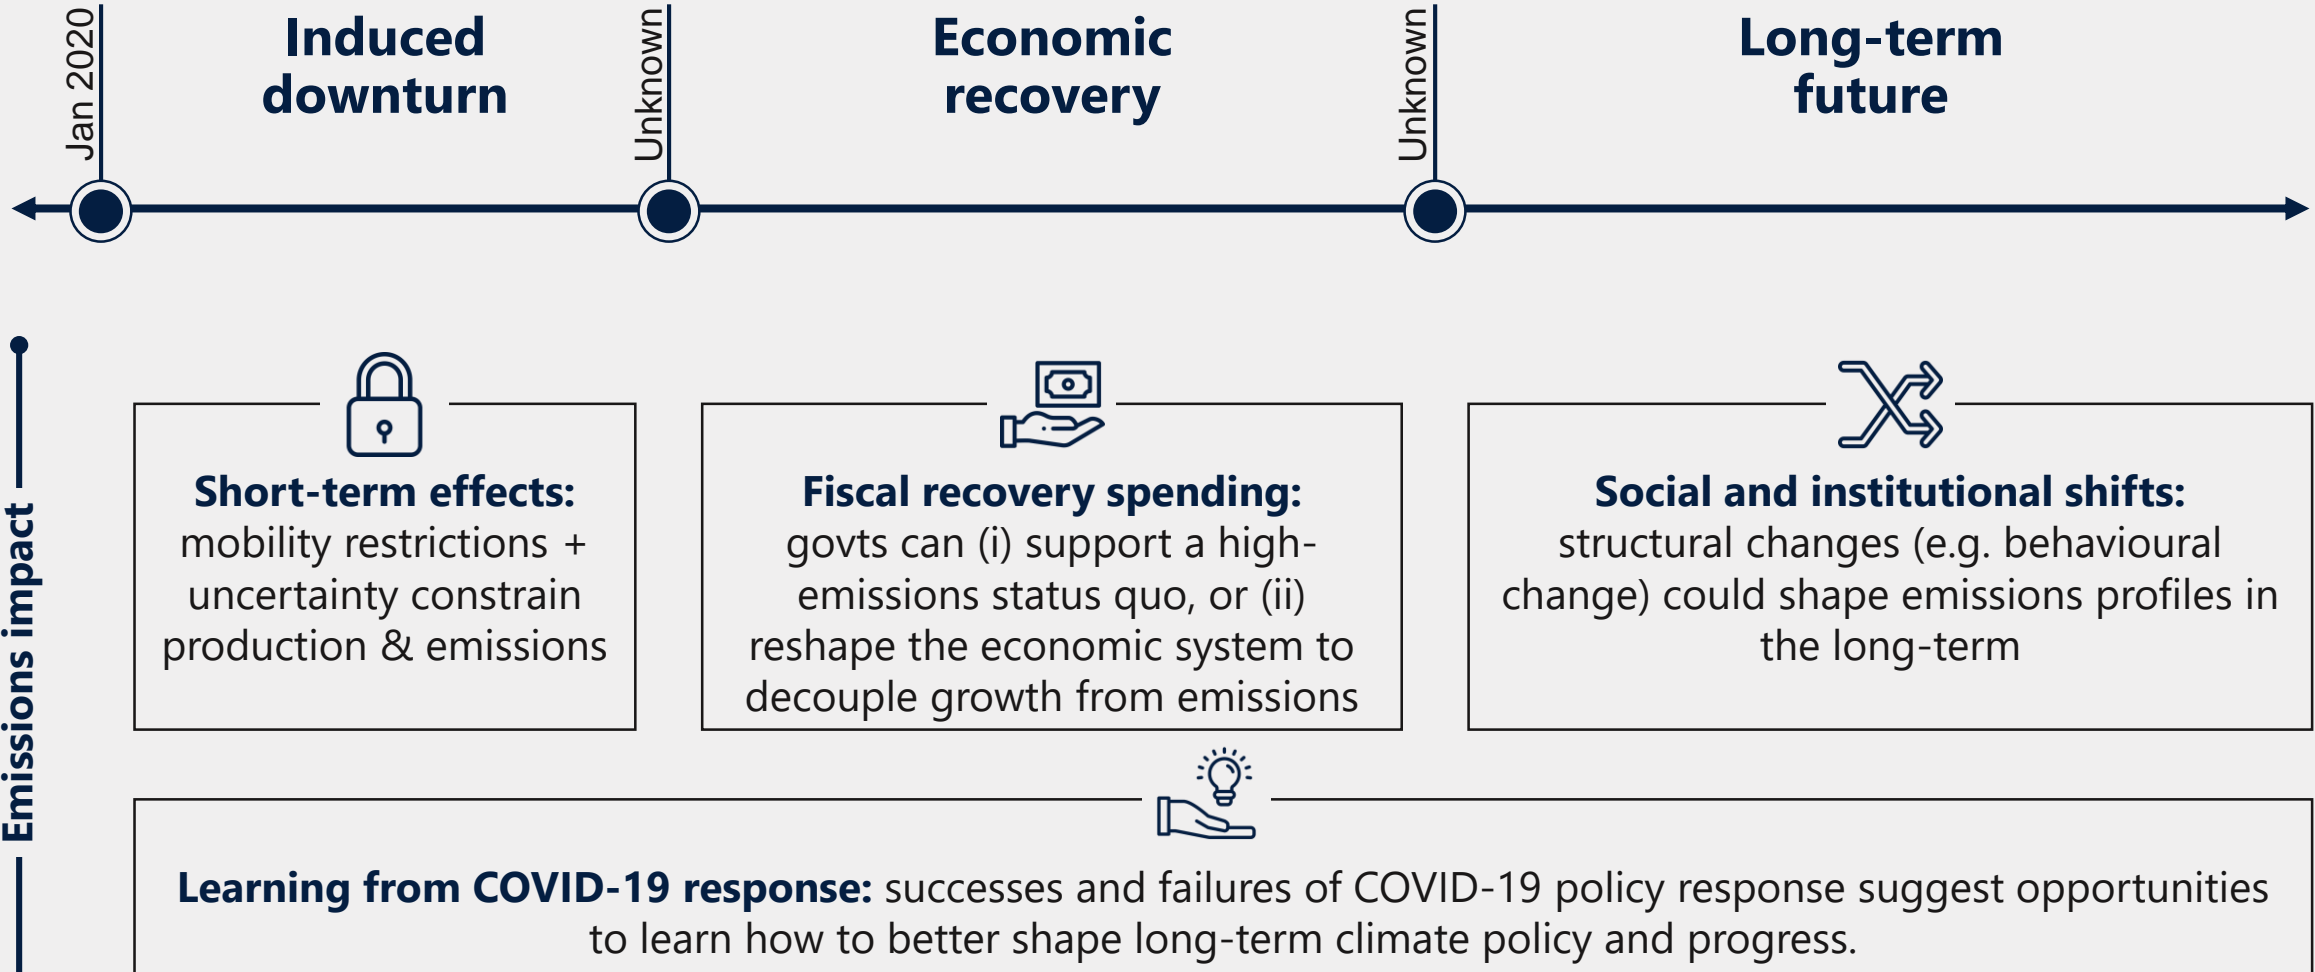 Jan 2020
Induced
downturn
Unknown
Economic
recovery
Unknown
Long-term
future
Emissions impact
Short-term effects:
mobility restrictions +
uncertainty constrain
production & emissions
Fiscal recovery spending:
govts can (i) support a high-
emissions status quo, or (ii)
reshape the economic system to
decouple growth from emissions
Social and institutional shifts:
structural changes (e.g. behavioural
change) could shape emissions profiles in
the long-term
Learning from COVID-19 response: successes and failures of COVID-19 policy response suggest opportunities
to learn how to better shape long-term climate policy and progress.